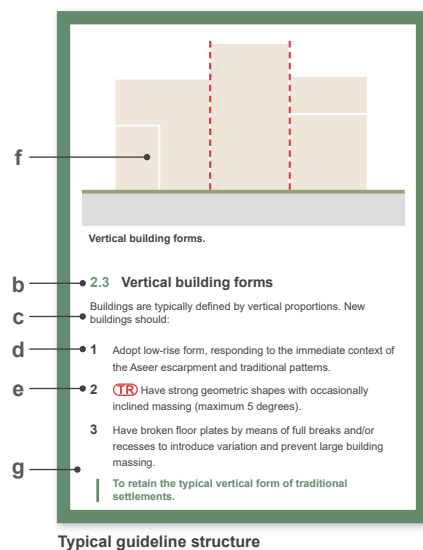 f
Vertical building forms.
b
2.3 Vertical building forms
c
Buildings are typically defined by vertical proportions. New
buildings should:
d
1 Adopt low-rise form, responding to the immediate context of
the Aseer escarpment and traditional patterns.
e
2 TR Have strong geometric shapes with occasionally
inclined massing (maximum 5 degrees).
3 Have broken floor plates by means of full breaks and/or
recesses to introduce variation and prevent large building
massing.
g
To retain the typical vertical form of traditional
settlements.
Typical guideline structure